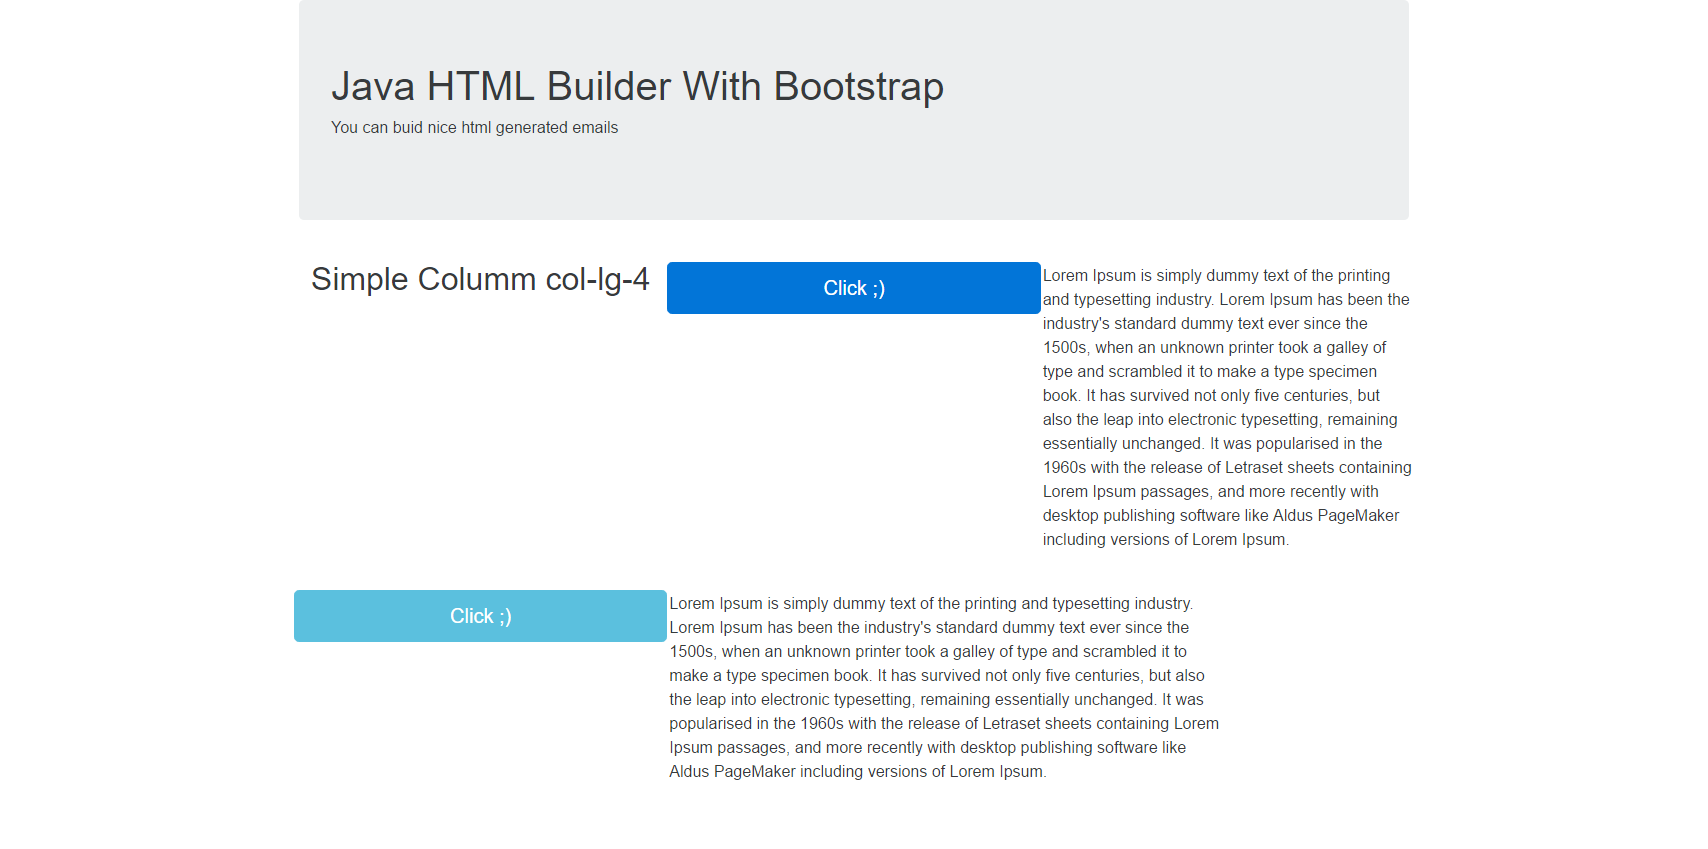 Java HTML Builder With Bootstrap
You can buid nice html generated emails
Simple Columm col-lg-4
Click ;)
Lorem Ipsum is simply dummy text of the printing
and typesetting industry. Lorem Ipsum has been the
industry's standard dummy text ever since the
1500s, when an unknown printer took a galley of
type and scrambled it to make a type specimen
book. It has survived not only five centuries, but
also the leap into electronic typesetting, remaining
essentially unchanged. It was popularised in the
1960s with the release of Letraset sheets containing
Lorem Ipsum passages, and more recently with
desktop publishing software like Aldus PageMaker
including versions of Lorem Ipsum.
Click ;)
Lorem Ipsum is simply dummy text of the printing and typesetting industry.
Lorem Ipsum has been the industry's standard dummy text ever since the
1500s, when an unknown printer took a galley of type and scrambled it to
make a type specimen book. It has survived not only five centuries, but also
the leap into electronic typesetting, remaining essentially unchanged. It was
popularised in the 1960s with the release of Letraset sheets containing Lorem
Ipsum passages, and more recently with desktop publishing software like
Aldus PageMaker including versions of Lorem Ipsum.